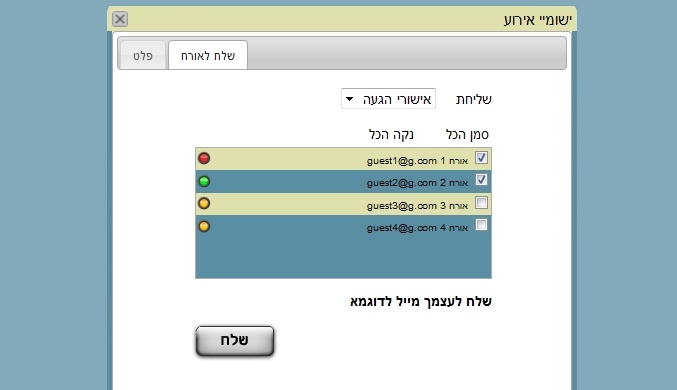 ישומיי אירוע
שלח לאורח
פלט
שליחת אישורי הגעה
סמן הכל נקה הכל
אורח 1 guest1@g.com
אורח 2 guest2@g.com
אורח 3 guest3@g.com
אורח 4 guest4@g.com
שלח לעצמך מייל לדוגמא
שלח